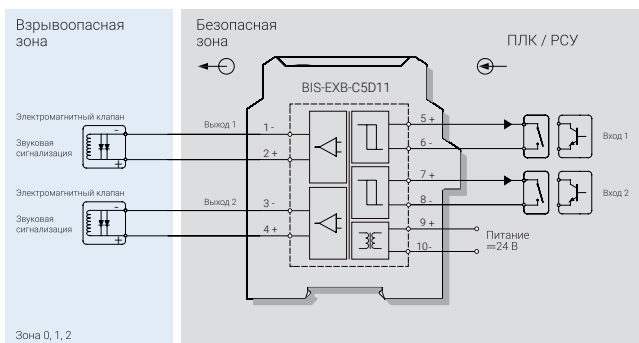 Взрывоопасная
зона
Безопасная
зона
ПЛК / РСУ
BIS-EXB-C5D11
Электромагнитный клапан
Звуковая
сигнализация
-
+
Выход 1
1 -
2 +
5 +
6 -
Вход 1
Электромагнитный клапан
Звуковая
сигнализация
-
+
Выход 2
3 -
4 +
7 +
8 -
Вход 2
9 +
10-
Питание
⎓24 В
Зона 0, 1, 2